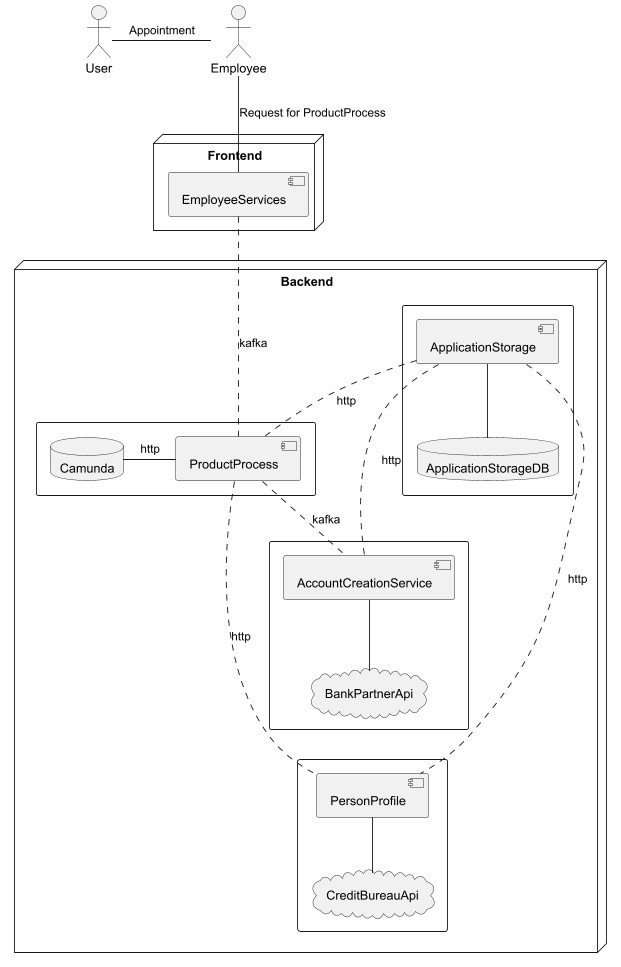 Appointment
User
Employee
Request for ProductProcess
Frontend
EmployeeServices
Backend
kafka
ApplicationStorage
http
http
http
ApplicationStorageDB
Camunda
http
ProductProcess
kafka
AccountCreationService
http
BankPartnerApi
PersonProfile
CreditBureauApi